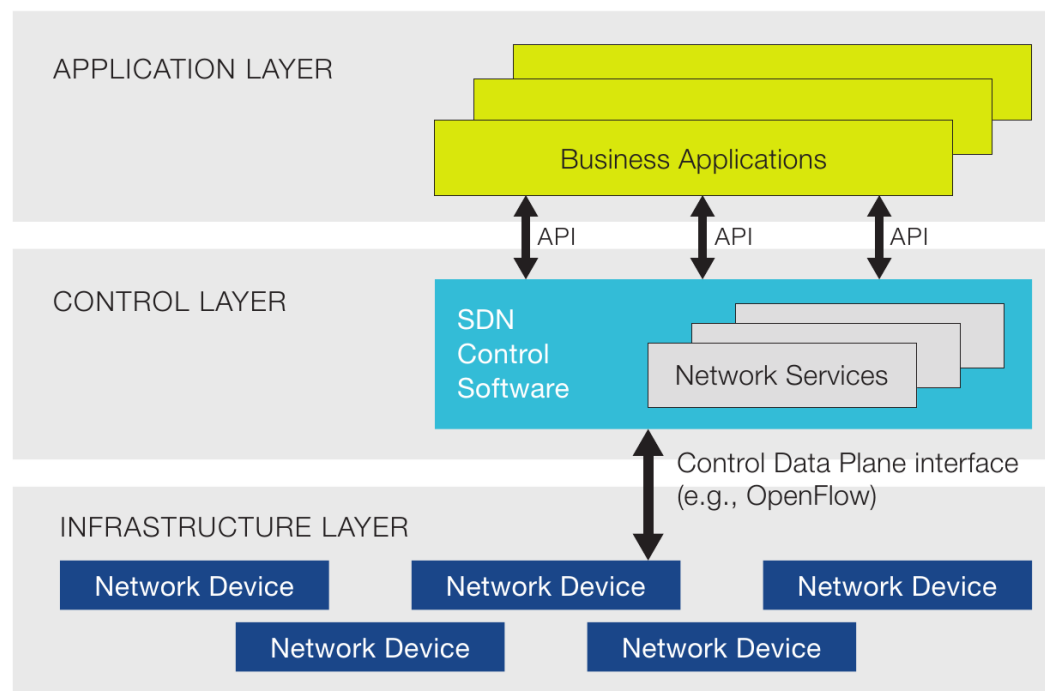 APPLICATION LAYER
Business Applications
API
API
API
CONTROL LAYER
SDN
Control
Software
Network Services
Control Data Plane interface
(e.g., OpenFlow)
INFRASTRUCTURE LAYER
Network Device
Network Device
Network Device
Network Device
Network Device